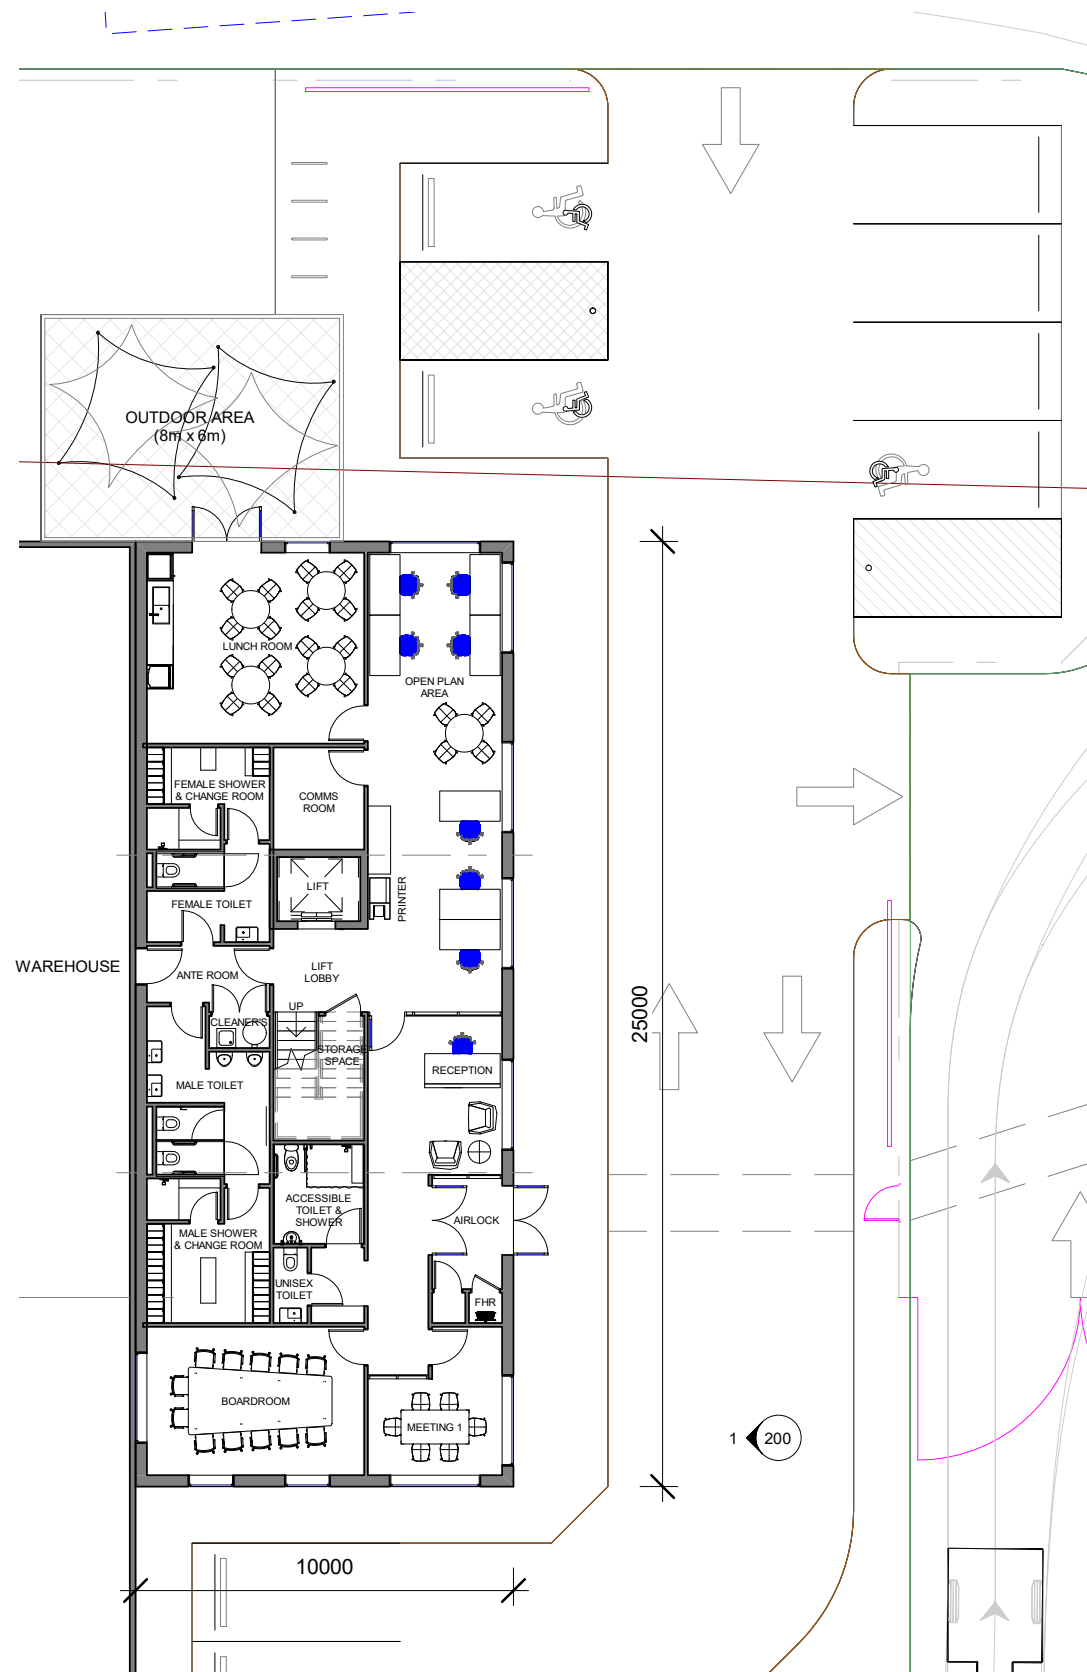 OUTDOOR AREA
(8m x 6m)
LUNCH ROOM
OPEN PLAN
AREA
FEMALE SHOWER
& CHANGE ROOM
COMMS
ROOM
LIFT
PRINTER
FEMALE TOILET
WAREHOUSE
ANTE ROOM
LIFT
LOBBY
UP
CLEANER'S
25000
STORAGE
SPACE
RECEPTION
MALE TOILET
ACCESSIBLE
TOILET &
SHOWER
AIRLOCK
MALE SHOWER
& CHANGE ROOM
UNISEX
TOILET
FHR
BOARDROOM
MEETING 1
1
200
10000